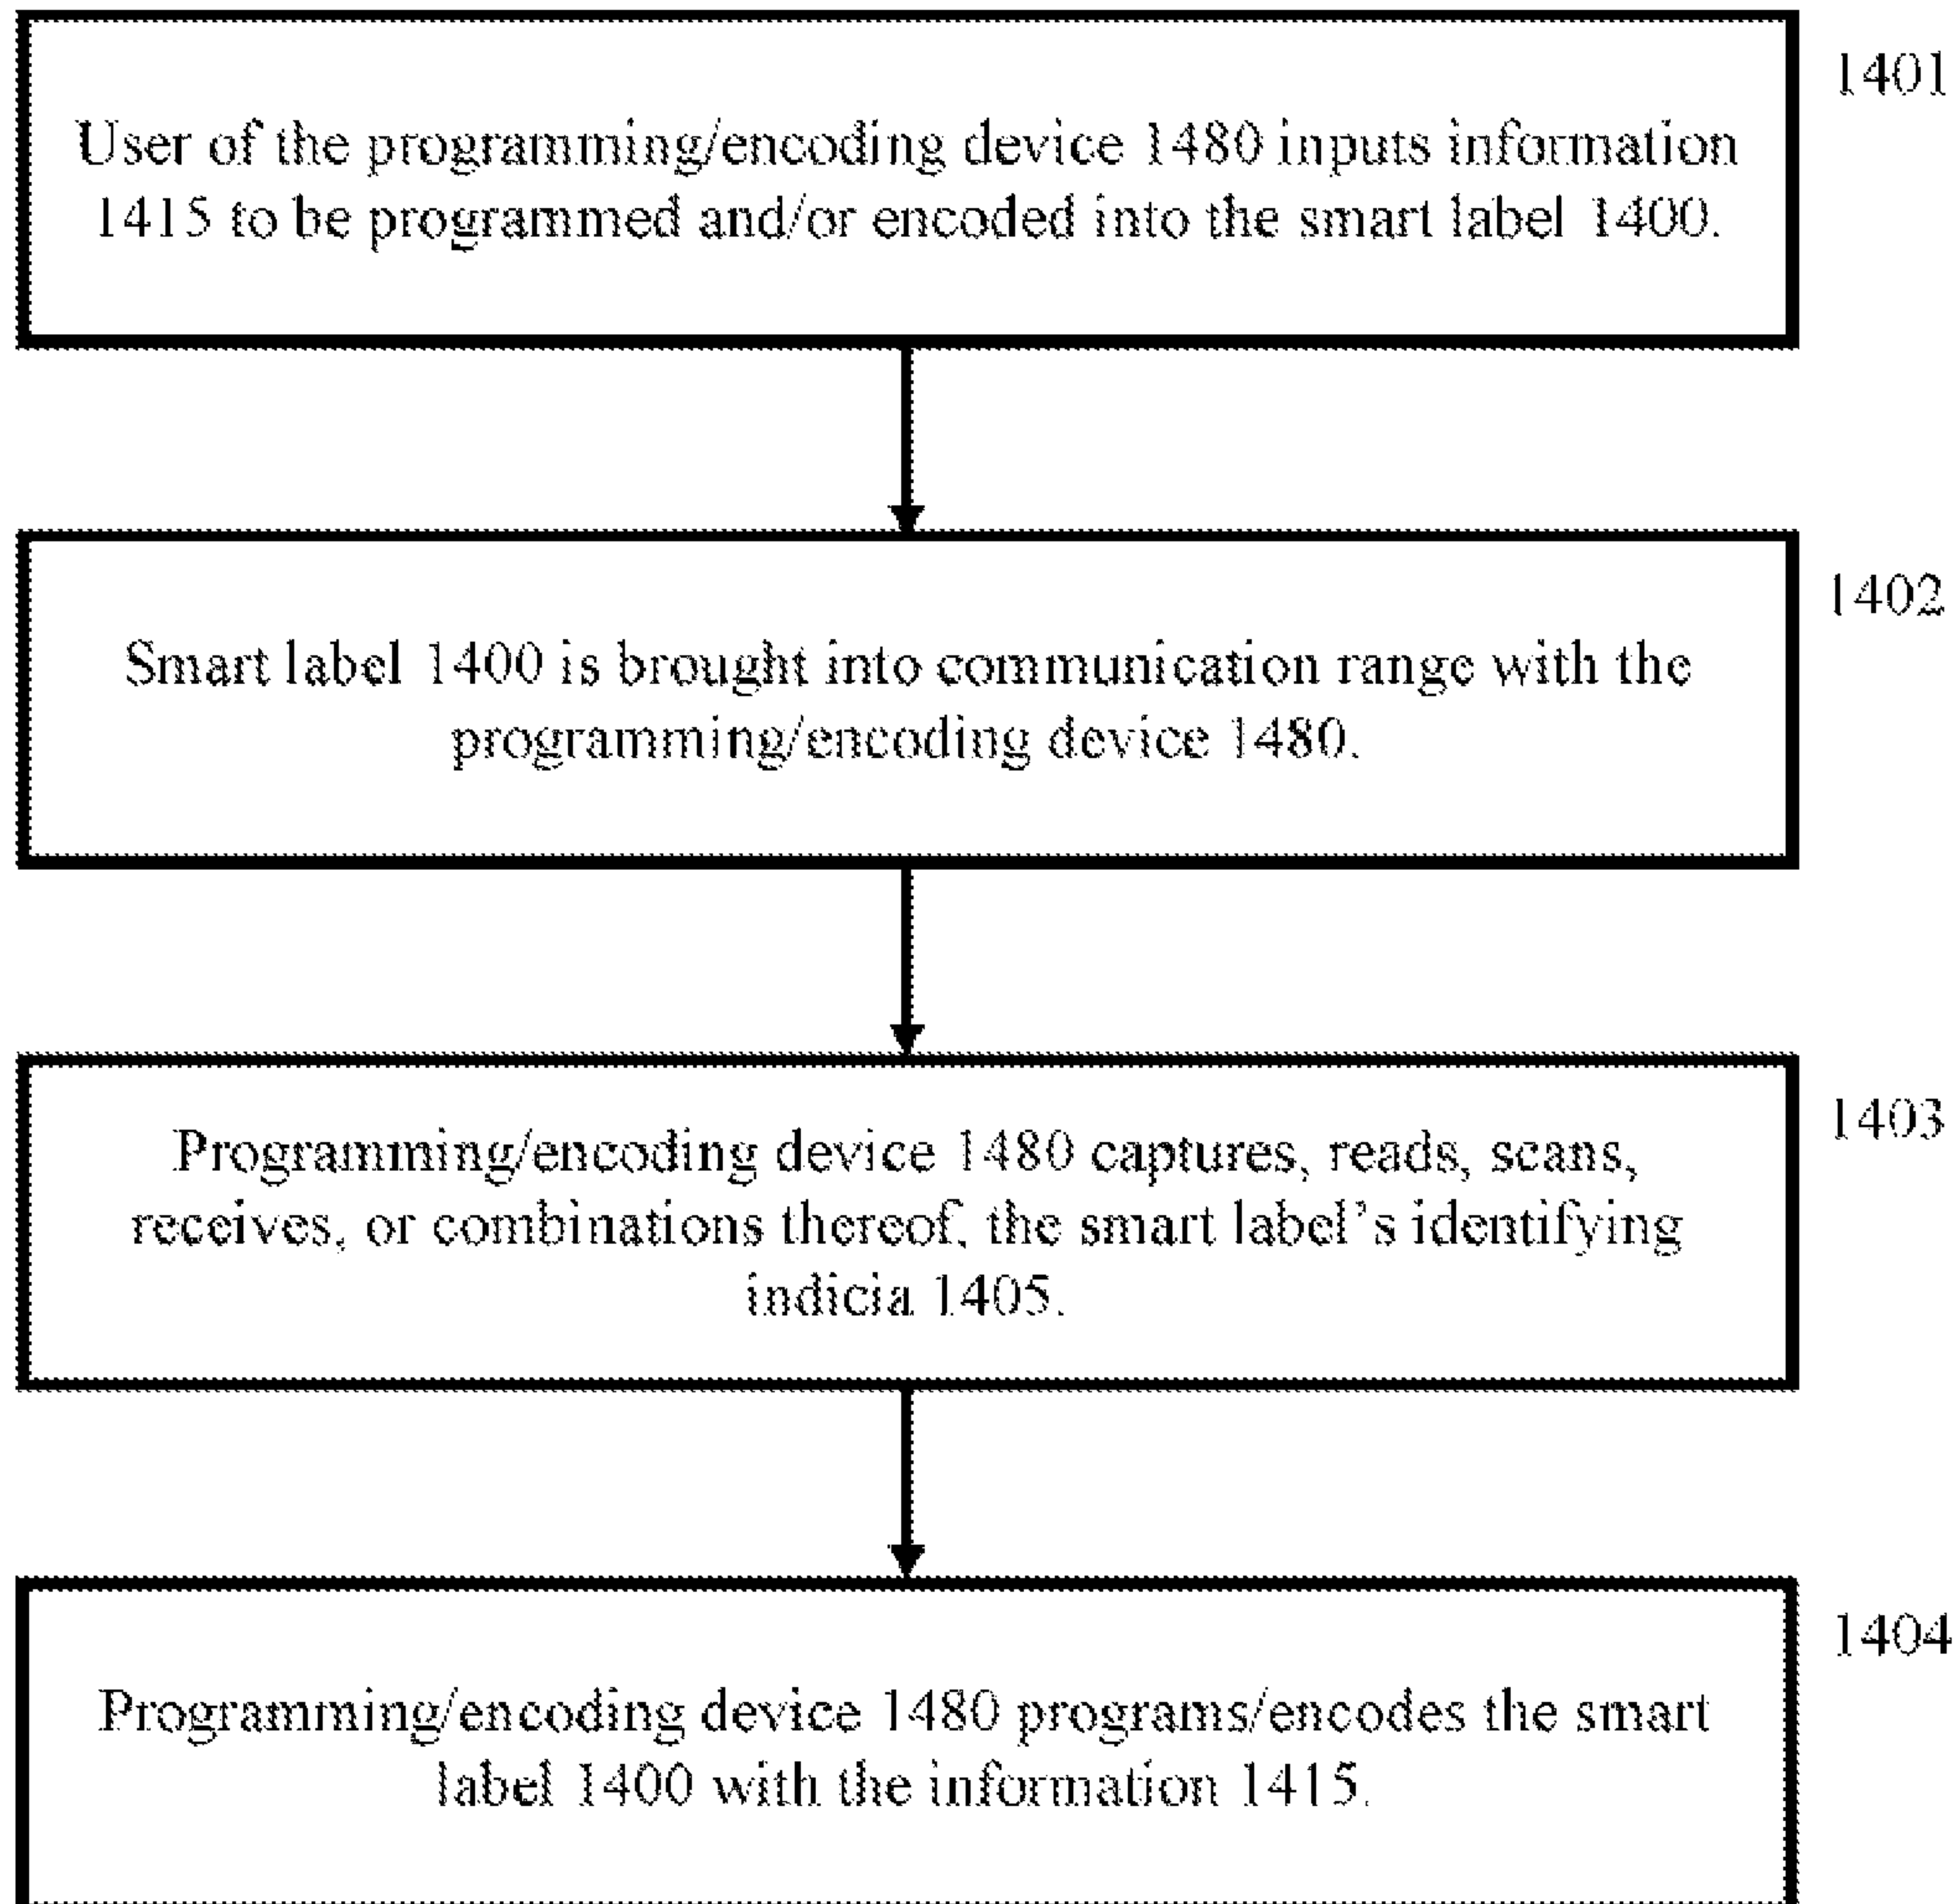 1401
User of the programming/encoding device 1480 inputs information
1415 to be programmed and/or encoded into the smart label 1400.
1402
Smart label 1400 is brought into communication range with the
programming/encoding device 1480.
1403
Programming/encoding device 1480 captures, reads, scans,
receives, or combinations thereof, the smart label’s identifying
indicia 1405.
1404
Programming/encoding device 1480 programs/encodes the smart
label 1400 with the information 1415.